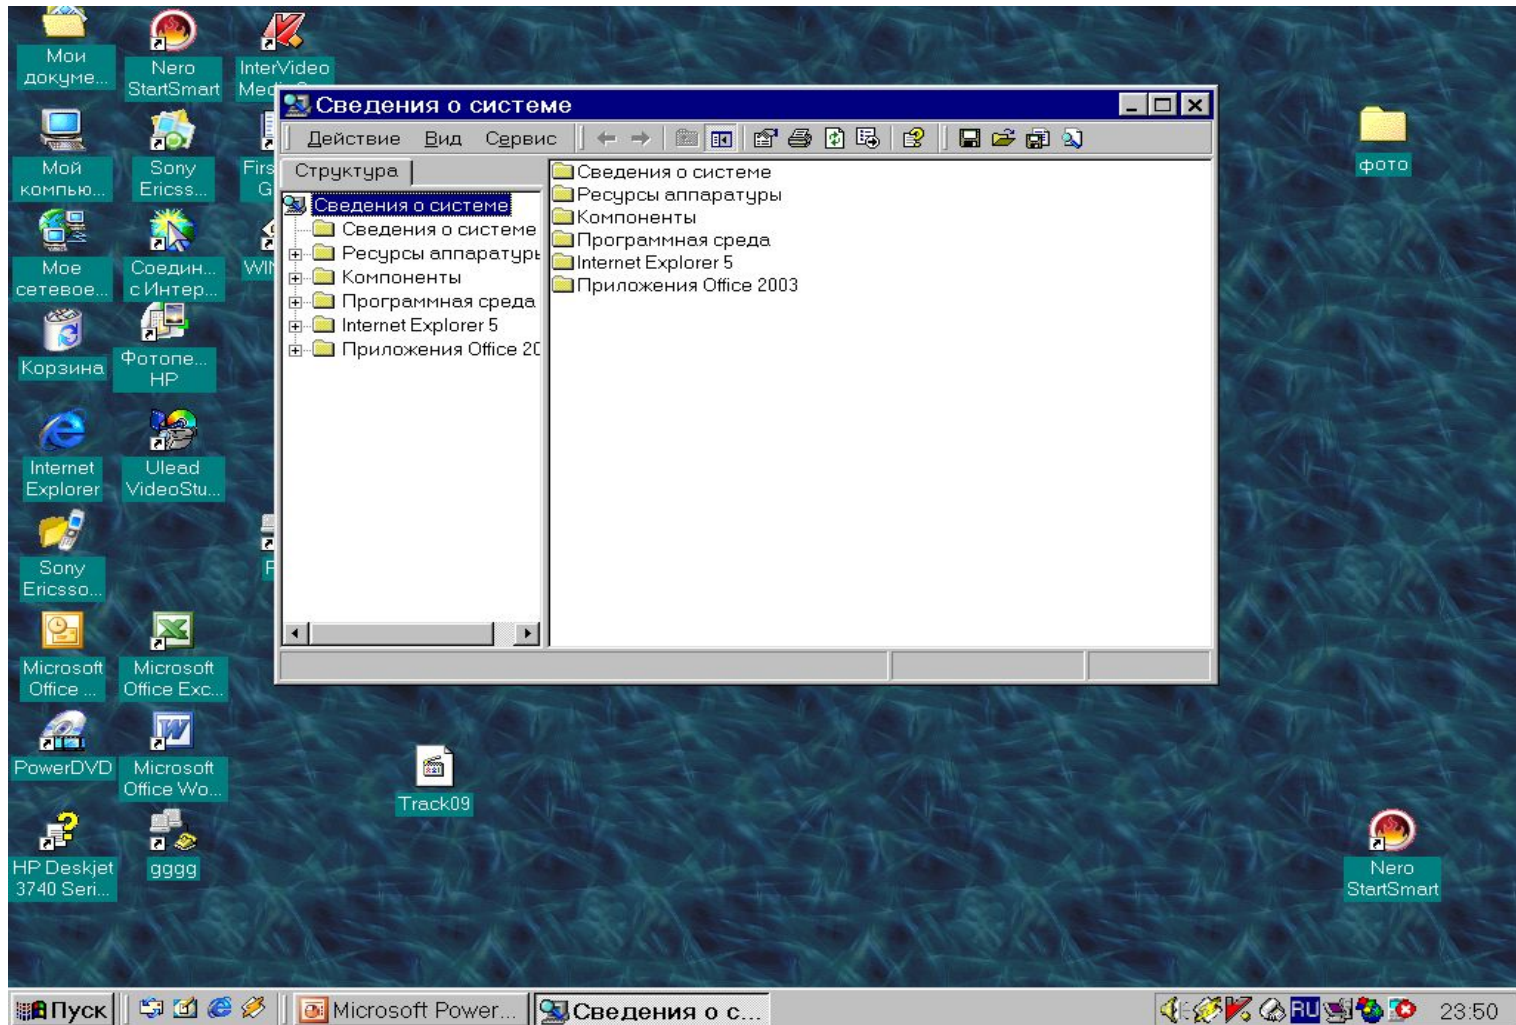 Мои
докуме...
Nero
StartSmart
InterVideo
Мой
компью...
Sony
Ericss...
Мое
сетевое...
Соедин...
с Интер...
Корзина
Фотопе...
HP
Internet
Explorer
Ulead
VideoStu...
Sony
Ericsso...
Microsoft
Office ...
Microsoft
Office Exc...
PowerDVD
Microsoft
Office Wo...
HP Deskjet
3740 Seri...
gggg
Сведения о системе
Действие Вид Сервис
Структура
Сведения о системе
Сведения о системе
Ресурсы аппаратуры
Компоненты
Программная среда
Internet Explorer 5
Приложения Office 20
Сведения о системе
Ресурсы аппаратуры
Компоненты
Программная среда
Internet Explorer 5
Приложения Office 2003
Track09
фото
Nero
StartSmart
Пуск
Microsoft Power...
Сведения о с...
RU
23:50